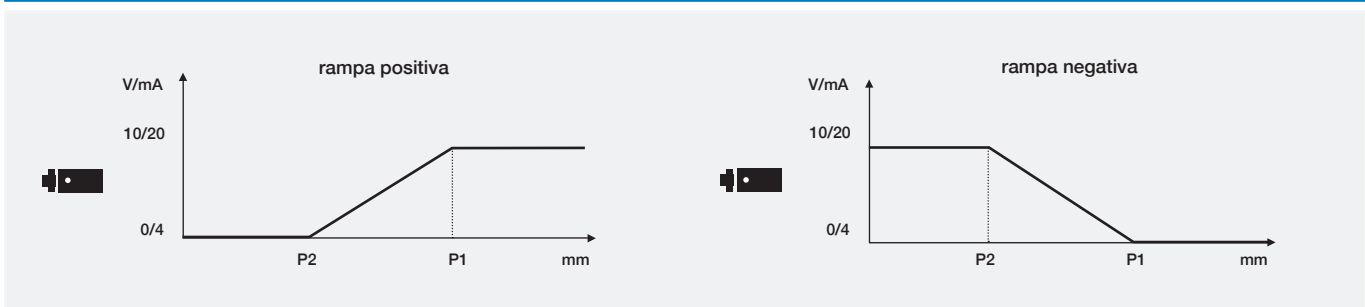 rampa positiva
V/mA
10/20
0/4
P2
P1
mm
rampa negativa
V/mA
10/20
0/4
P2
P1
mm